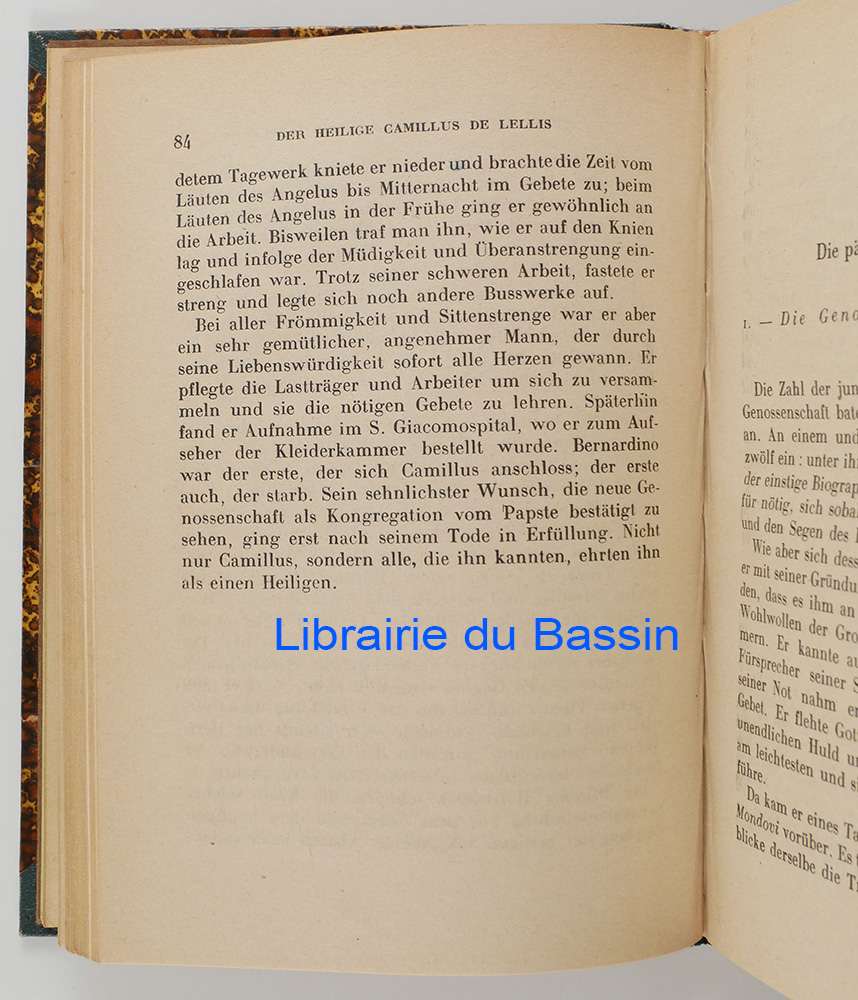 84
DER HEILIGE CAMILLUS DE LELLIS
detem Tagewerk kniete er nieder und brachte die Zeit vom
Läuten des Angelus bis Mitternacht im Gebete zu; beim
Läuten des Angelus in der Frühe ging er gewöhnlich an
die Arbeit. Bisweilen traf man ihn, wie er auf den Knien
lag und infolge der Müdigkeit und Überanstrengung ein-
geschlafen war. Trotz seiner schweren Arbeit, fastete er
streng und legte sich noch andere Busswerke auf.
Bei aller Frömmigkeit und Sittenstrenge war er aber
ein sehr gemütlicher, angenehmer Mann, der durch
seine Liebenswürdigkeit sofort alle Herzen gewann. Er
pflegte die Lastträger und Arbeiter um sich zu versam-
meln und sie die nötigen Gebete zu lehren. Späterhin
fand er Aufnahme im S. Giacomospital, wo er zum Auf-
seher der Kleiderkammer bestellt wurde. Bernardino
war der erste, der sich Camillus anschloss; der erste
auch, der starb. Sein sehnlichster Wunsch, die neue Ge-
nossenschaft als Kongregation vom Papste bestätigt zu
sehen, ging erst nach seinem Tode in Erfüllung. Nicht
nur Camillus, sondern alle, die ihn kannten, ehrten ihn
als einen Heiligen.
Librairie du Bassin
Die pä
I. — Die Geno
Die Zahl der jun
Genossenschaft bate
an. An einem und
zwölf ein : unter ih
der einstige Biograp
für nötig, sich soba
und den Segen des
Wie aber sich dess
er mit seiner Gründu
den, dass es ihm an
Wohlwollen der Gro
mern. Er kannte au
Fürsprecher seiner S
seiner Not nahm er
Gebet. Er flehte Got
unendlichen Huld u
am leichtesten und si
führe.
Da kam er eines Ta
Mondovi vorüber. Es
blicke derselbe die T